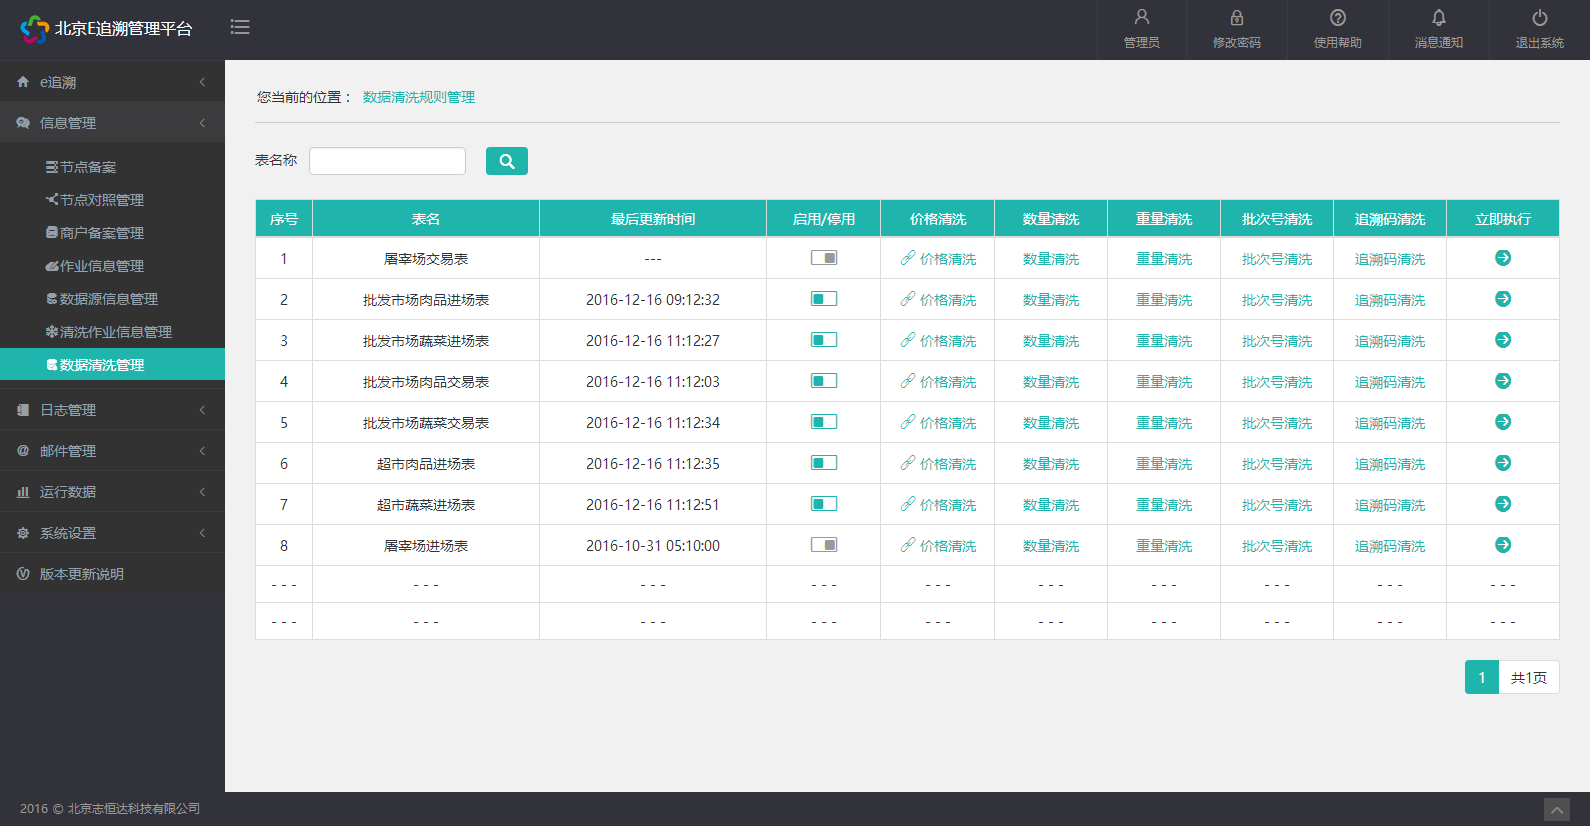 北京E追溯管理平台
管理员
修改密码
使用帮助
消息通知
退出系统
e追溯
信息管理
节点备案
节点对照管理
商户备案管理
作业信息管理
数据源信息管理
清洗作业信息管理
数据清洗管理
日志管理
邮件管理
运行数据
系统设置
版本更新说明
您当前的位置： 数据清洗规则管理
表名称
序号 表名 最后更新时间 启用/停用 价格清洗 数量清洗 重量清洗 批次号清洗 追溯码清洗 立即执行
1 屠宰场交易表 --- 价格清洗 数量清洗 重量清洗 批次号清洗 追溯码清洗
2 批发市场肉品进场表 2016-12-16 09:12:32 价格清洗 数量清洗 重量清洗 批次号清洗 追溯码清洗
3 批发市场蔬菜进场表 2016-12-16 11:12:27 价格清洗 数量清洗 重量清洗 批次号清洗 追溯码清洗
4 批发市场肉品交易表 2016-12-16 11:12:03 价格清洗 数量清洗 重量清洗 批次号清洗 追溯码清洗
5 批发市场蔬菜交易表 2016-12-16 11:12:34 价格清洗 数量清洗 重量清洗 批次号清洗 追溯码清洗
6 超市肉品进场表 2016-12-16 11:12:35 价格清洗 数量清洗 重量清洗 批次号清洗 追溯码清洗
7 超市蔬菜进场表 2016-12-16 11:12:51 价格清洗 数量清洗 重量清洗 批次号清洗 追溯码清洗
8 屠宰场进场表 2016-10-31 05:10:00 价格清洗 数量清洗 重量清洗 批次号清洗 追溯码清洗
- - - - - - - - - - - - - - - - - - - - - - - - - - - - - -
- - - - - - - - - - - - - - - - - - - - - - - - - - - - - -
1 共1页
2016 © 北京志恒达科技有限公司